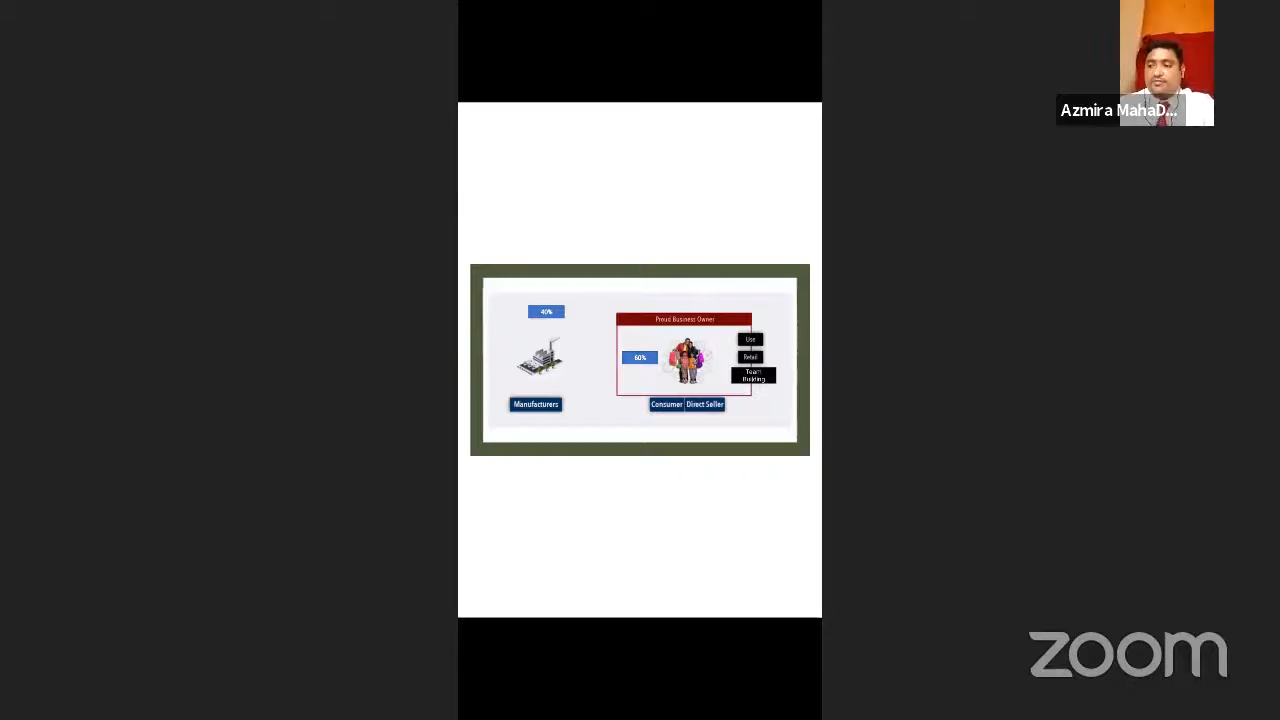 Azmira MahaD...
40%
Proud Business Owner
Use
60%
Retail
Team
Building
Manufacturers
Consumer
Direct Seller
zoom